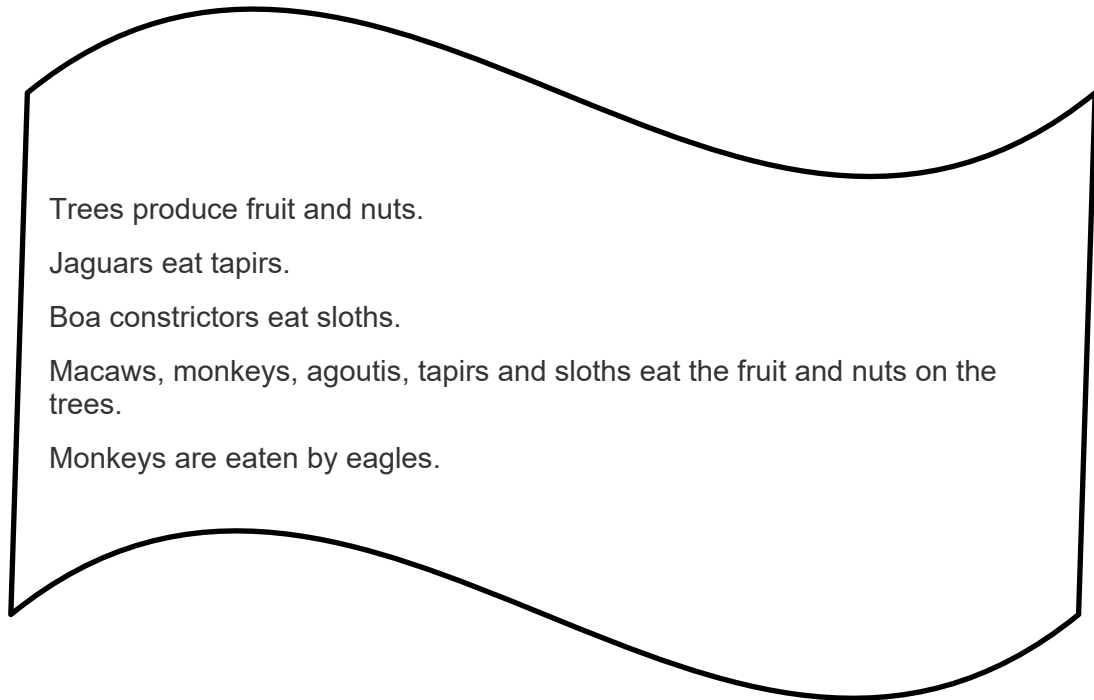 Trees produce fruit and nuts.
Jaguars eat tapirs.
Boa constrictors eat sloths.
Macaws, monkeys, agoutis, tapirs and sloths eat the fruit and nuts on the
trees.
Monkeys are eaten by eagles.